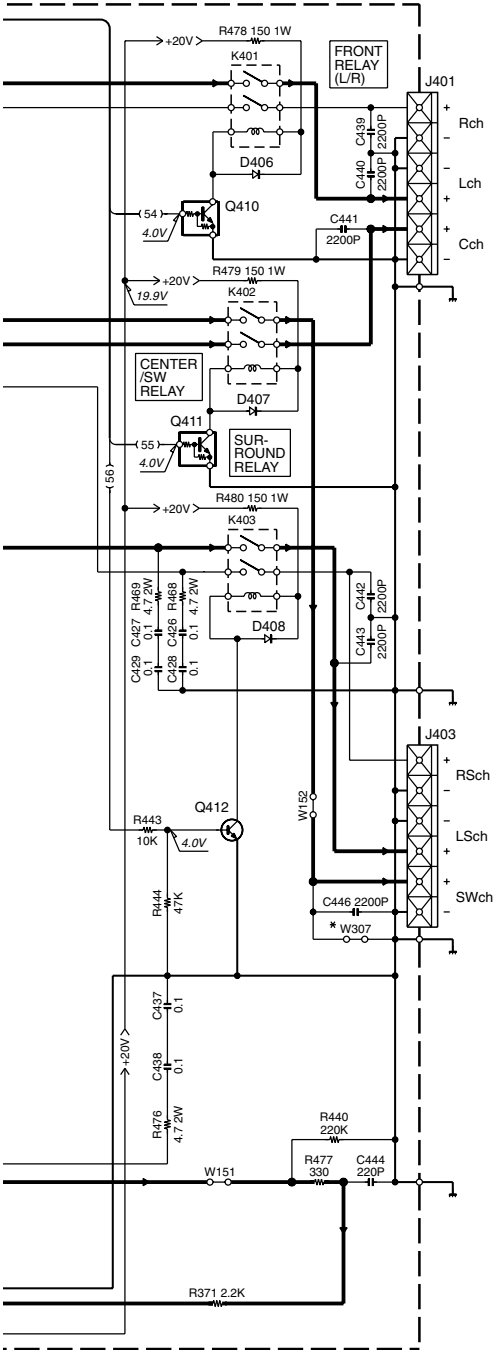 R478 150 1W
+20V
K401
FRONT
RELAY
(L/R)
J401
+
Rch
−
C439
2200P
C440
2200P
−
Lch
+
D406
Q410
54
4.0V
C441
2200P
+
Cch
−
R479 150 1W
+20V
19.9V
K402
CENTER
/SW
RELAY
D407
Q411
55
4.0V
SUR-
ROUND
RELAY
56
R480 150 1W
+20V
K403
R469
4.7 2W
R468
4.7 2W
C427
0.1
C426
0.1
C429
0.1
C428
0.1
D408
C442
2200P
C443
2200P
J403
+
RSch
−
−
LSch
+
W152
Q412
R443
10K
4.0V
R444
47K
+
SWch
−
C446 2200P
* W307
C437
0.1
C438
0.1
+20V
R476
4.7 2W
R440
220K
R477
330
C444
220P
W151
R371 2.2K